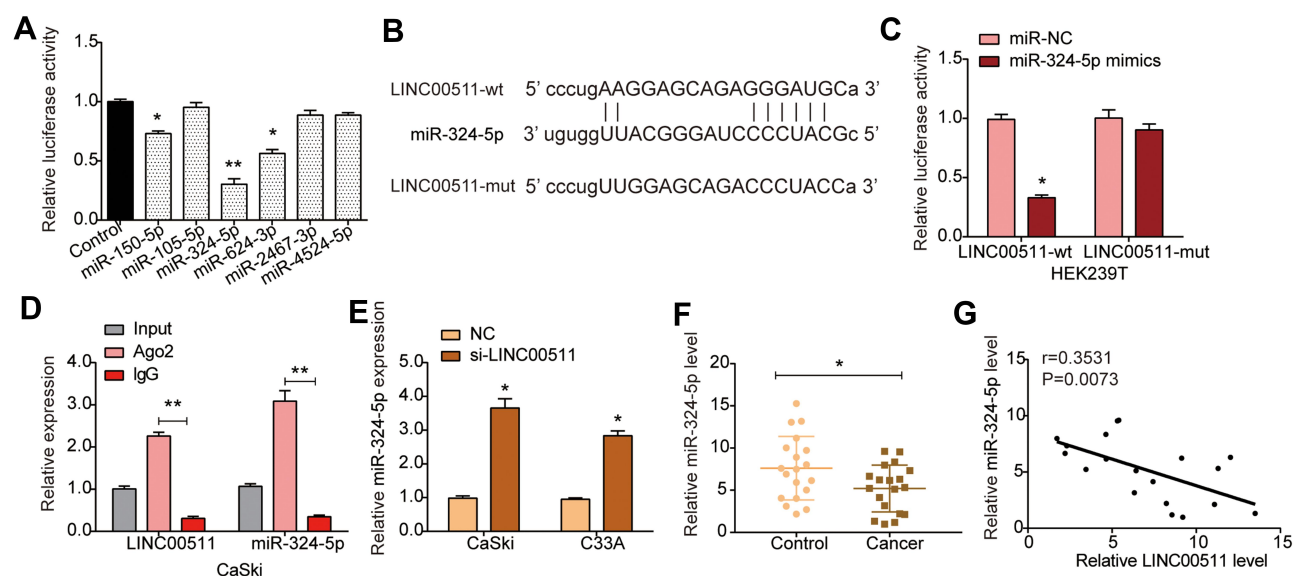 A
Relative luciferase activity
1.5
1.0
0.5
0.0
*
**
*
Control
miR-150-5p
miR-105-5p
miR-324-5p
miR-624-3p
miR-2467-3p
miR-4524-5p
B
LINC00511-wt 5' cccugAAGGAGCAGAGGGAUGCa 3'
miR-324-5p 3' uguggUUACGGGAUCCCCUACGc 5'
LINC00511-mut 5' cccugUUGGAGCAGACCCUACCa 3'
C
miR-NC
miR-324-5p mimics
Relative luciferase activity
1.5
1.0
0.5
0.0
*
LINC00511-wt LINC00511-mut
HEK239T
D
Input
Ago2
IgG
Relative expression
4.0
3.0
2.0
1.0
0.0
**
**
LINC00511 miR-324-5p
CaSki
E
NC
si-LINC00511
Relative miR-324-5p expression
5.0
4.0
3.0
2.0
1.0
0.0
*
*
CaSki C33A
F
Relative miR-324-5p level
20
15
10
5
0
*
Control Cancer
G
Relative miR-324-5p level
r=0.3531
P=0.0073
15
10
5
0
0 5 10 15
Relative LINC00511 level